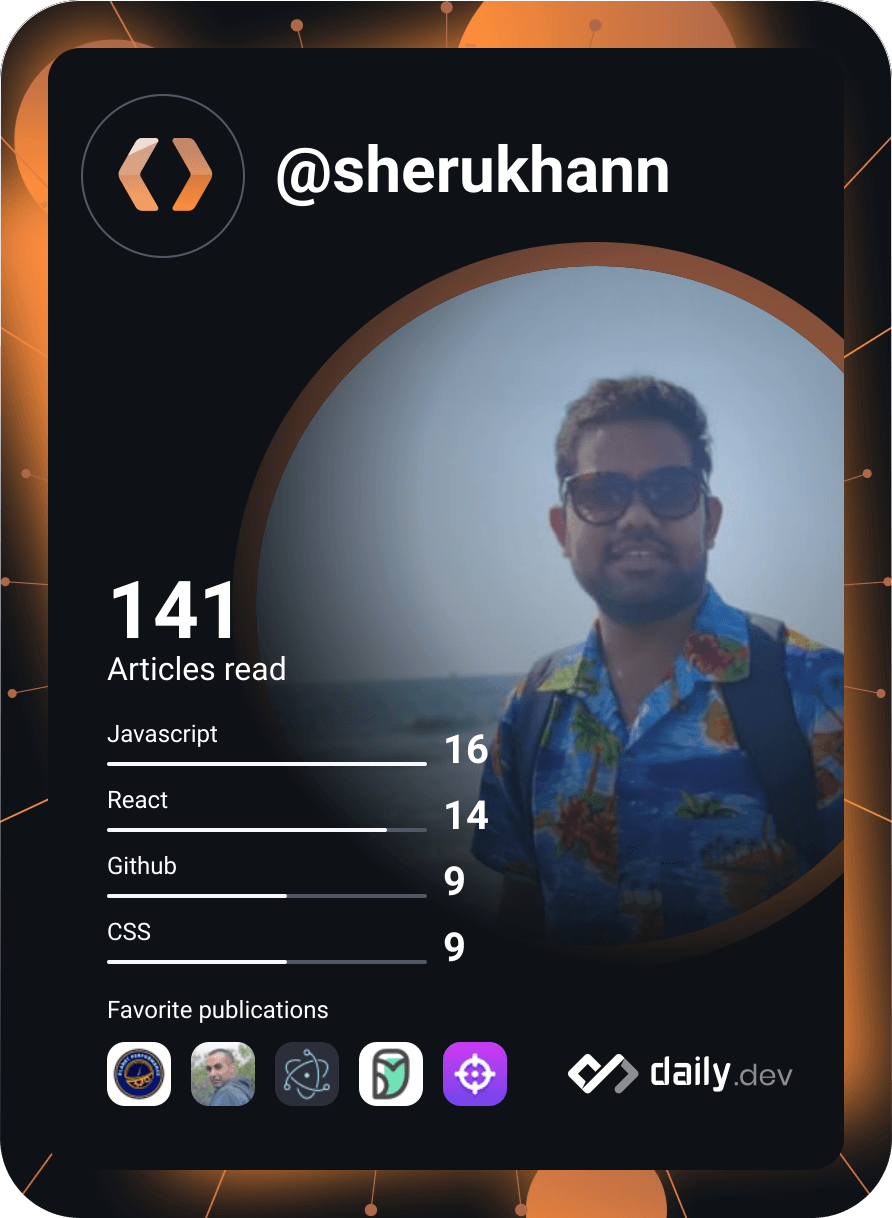 @sherukhann
141
Articles read
Javascript
16
React
14
Github
9
CSS
9
Favorite publications
daily.dev